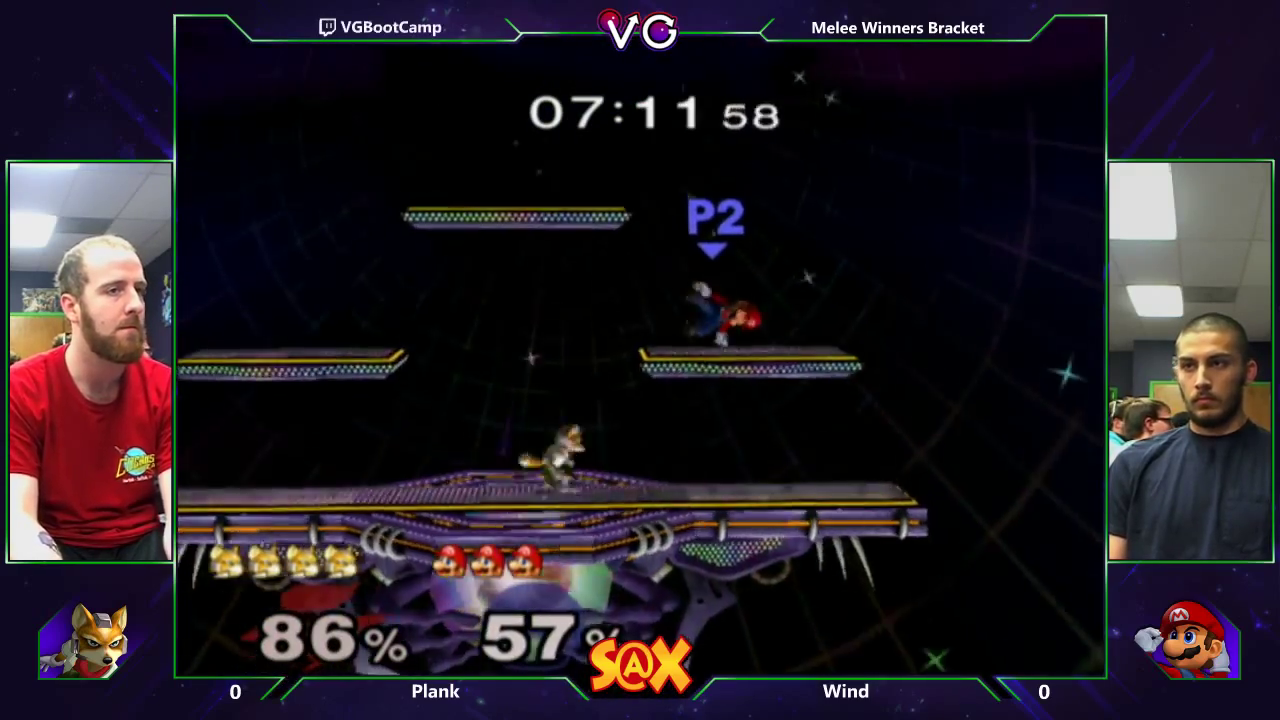 VGBootCamp
VG
Melee Winners Bracket
07:11 58
P2
86%
57%
S@X
0
Plank
Wind
0